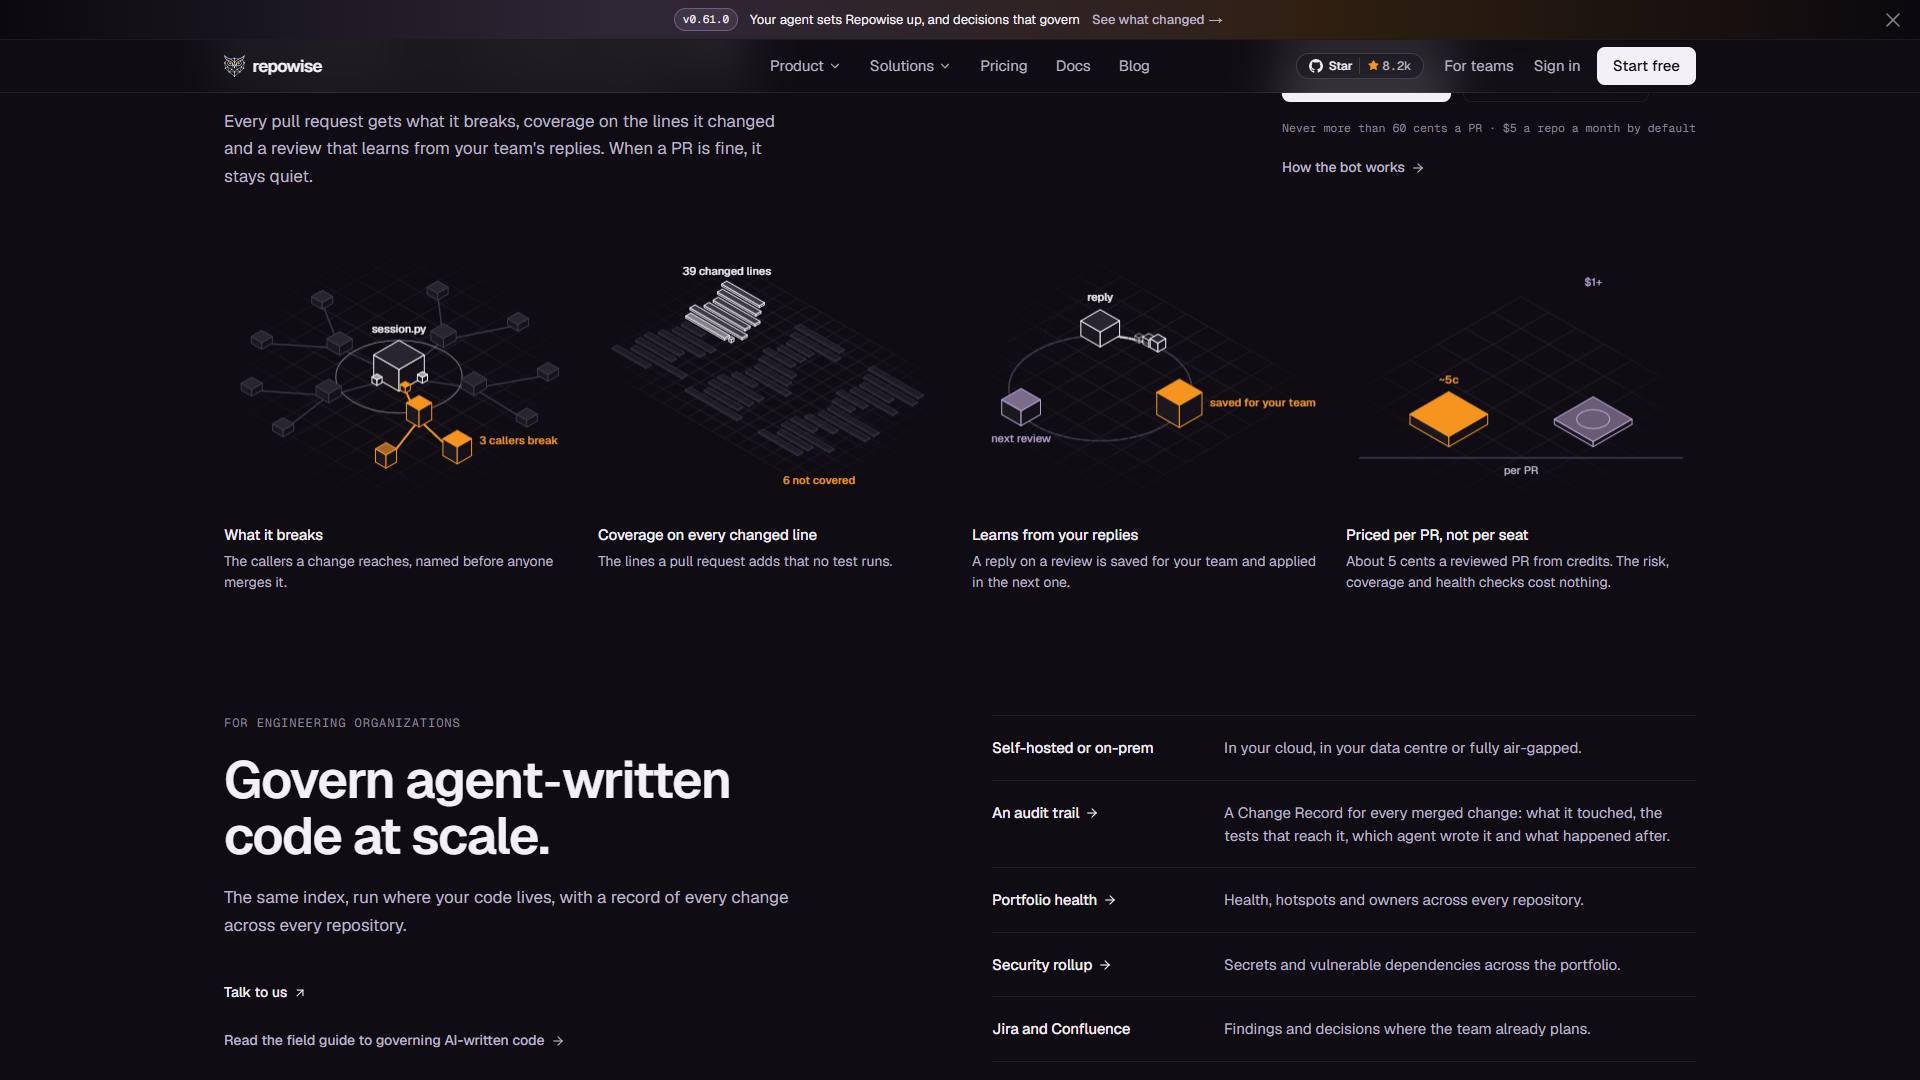 v0.61.0 Your agent sets Repowise up, and decisions that govern See what changed →
repowise
Product
Solutions
Pricing
Docs
Blog
Star 8.2k
For teams
Sign in
Start free
Every pull request gets what it breaks, coverage on the lines it changed
and a review that learns from your team's replies. When a PR is fine, it
stays quiet.
Never more than 60 cents a PR · $5 a repo a month by default
How the bot works →
session.py
3 callers break
39 changed lines
6 not covered
reply
saved for your team
next review
$1+
~5c
per PR
What it breaks
The callers a change reaches, named before anyone
merges it.
Coverage on every changed line
The lines a pull request adds that no test runs.
Learns from your replies
A reply on a review is saved for your team and applied
in the next one.
Priced per PR, not per seat
About 5 cents a reviewed PR from credits. The risk,
coverage and health checks cost nothing.
FOR ENGINEERING ORGANIZATIONS
Govern agent-written
code at scale.
The same index, run where your code lives, with a record of every change
across every repository.
Talk to us ↗
Read the field guide to governing AI-written code →
Self-hosted or on-prem
In your cloud, in your data centre or fully air-gapped.
An audit trail →
A Change Record for every merged change: what it touched, the
tests that reach it, which agent wrote it and what happened after.
Portfolio health →
Health, hotspots and owners across every repository.
Security rollup →
Secrets and vulnerable dependencies across the portfolio.
Jira and Confluence
Findings and decisions where the team already plans.